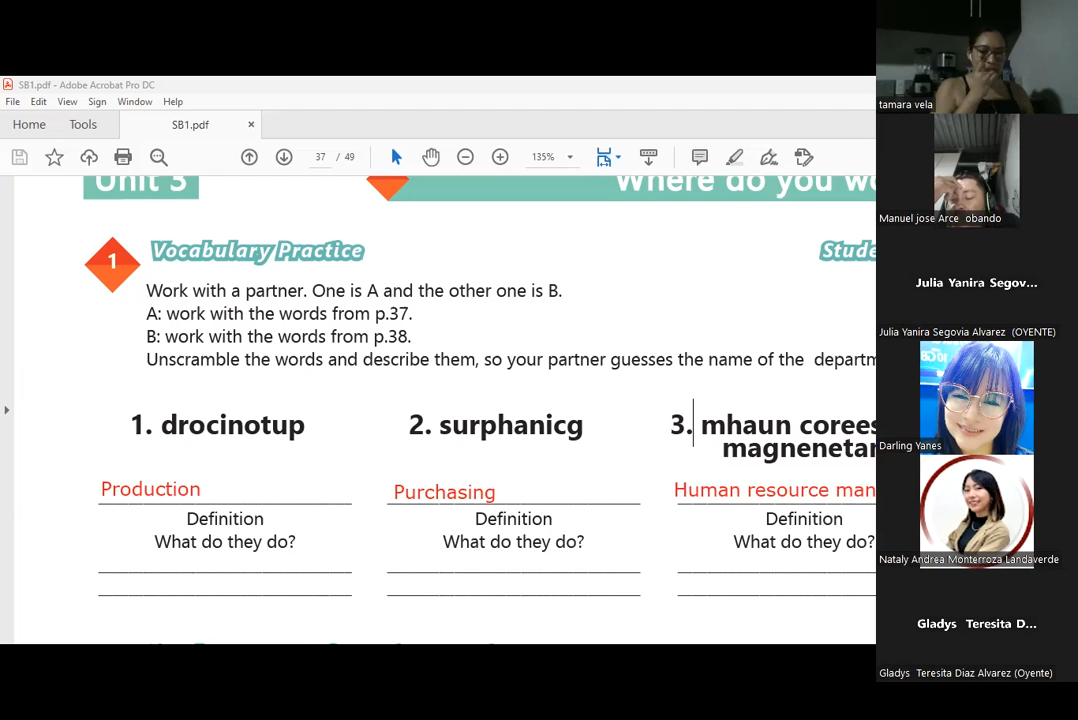 SB1.pdf - Adobe Acrobat Pro DC
File Edit View Sign Window Help
Home Tools SB1.pdf ×
37 / 49 135%
Unit 3 Where do you wo
1 Vocabulary Practice Stude
Work with a partner. One is A and the other one is B.
A: work with the words from p.37.
B: work with the words from p.38.
Unscramble the words and describe them, so your partner guesses the name of the departm
1. drocinotup 2. surphanicg 3. mhaun corees
magnenetar
Production Purchasing Human resource man
Definition Definition Definition
What do they do? What do they do? What do they do?
tamara vela
Manuel jose Arce obando
Julia Yanira Segov...
Julia Yanira Segovia Alvarez (OYENTE)
Darling Yanes
Nataly Andrea Monterroza Landaverde
Gladys Teresita D...
Gladys Teresita Diaz Alvarez (Oyente)